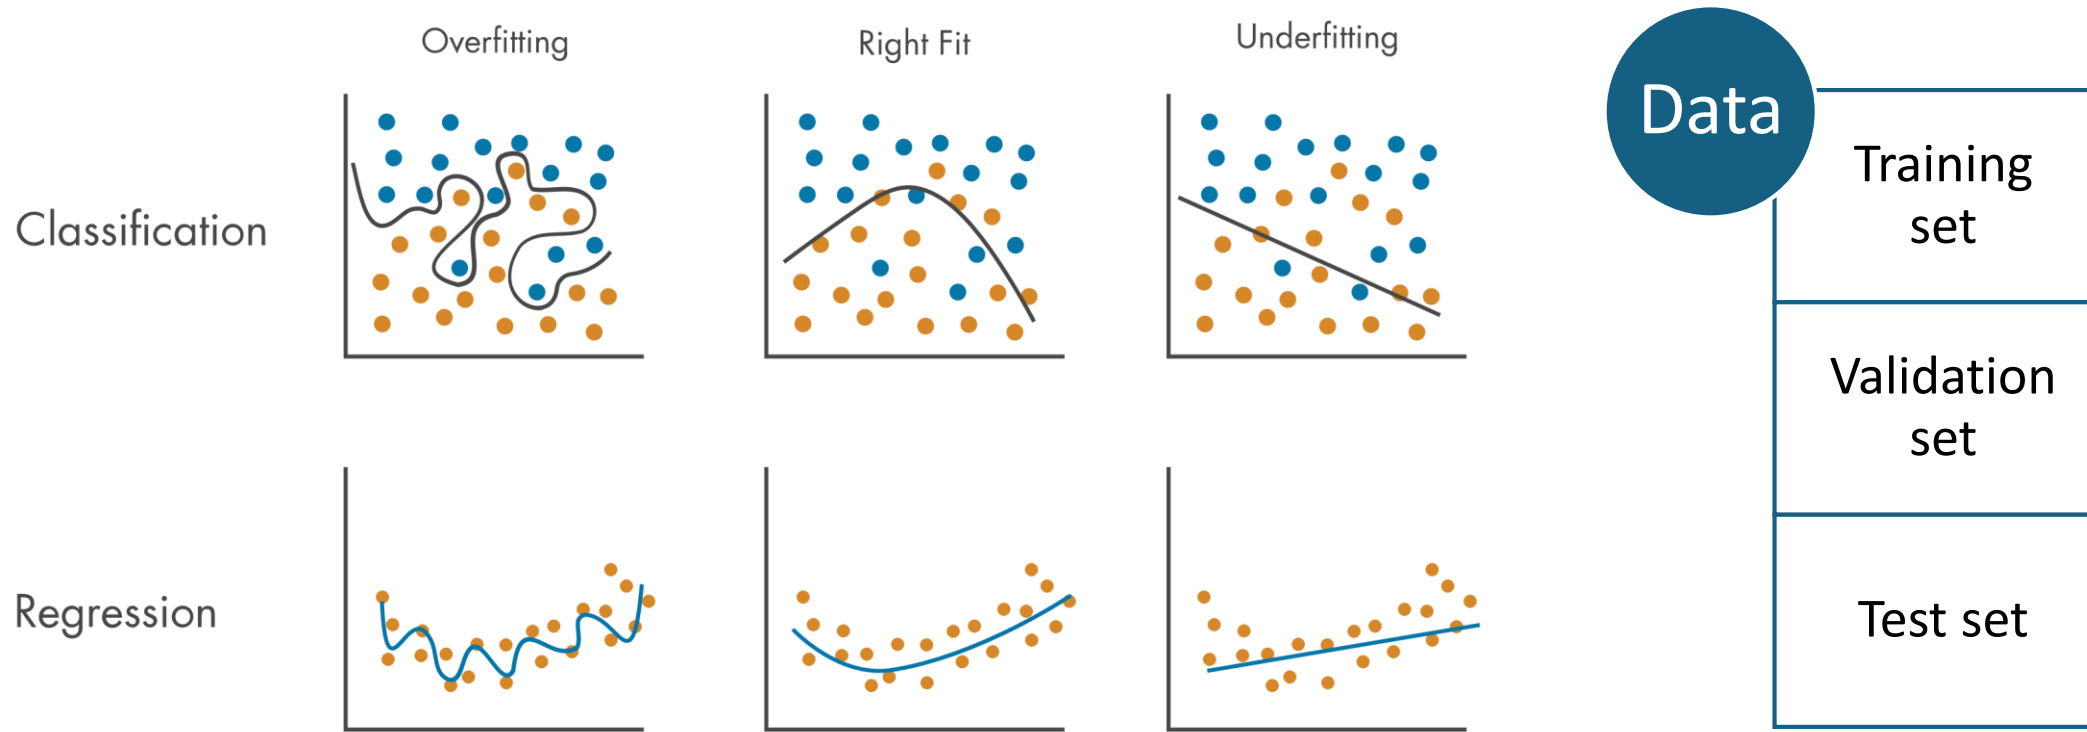 Overfitting
Right Fit
Underfitting
Classification
Regression
Data
Training
set
Validation
set
Test set